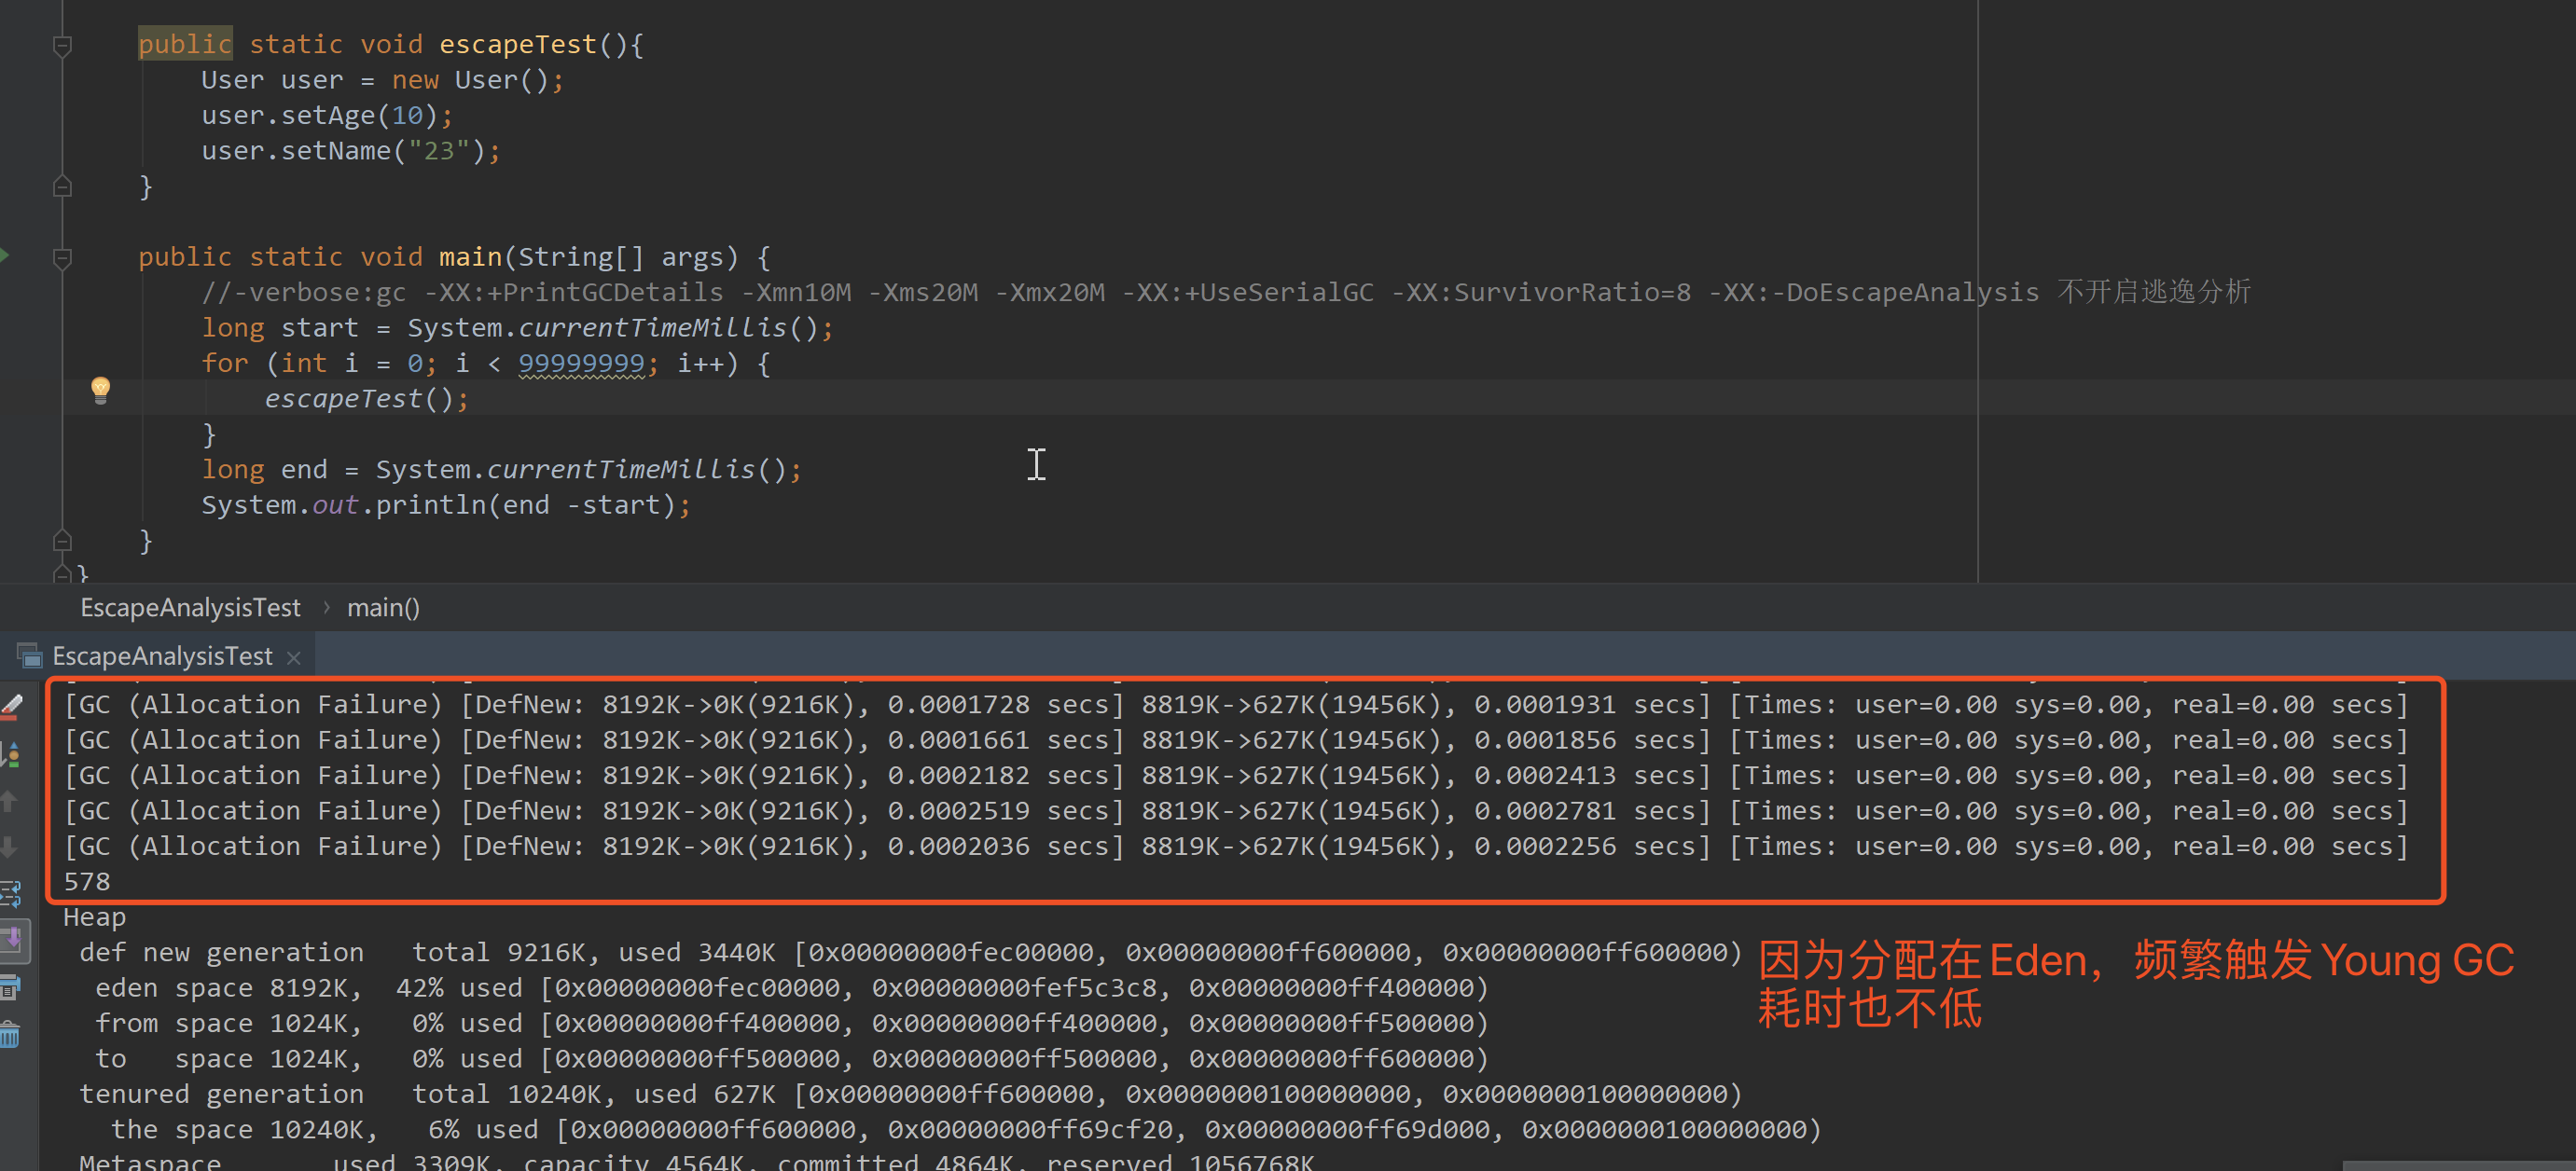 public static void escapeTest(){
User user = new User();
user.setAge(10);
user.setName("23");
}
public static void main(String[] args) {
//-verbose:gc -XX:+PrintGCDetails -Xmn10M -Xms20M -Xmx20M -XX:+UseSerialGC -XX:SurvivorRatio=8 -XX:-DoEscapeAnalysis 不开启逃逸分析
long start = System.currentTimeMillis();
for (int i = 0; i < 99999999; i++) {
escapeTest();
}
long end = System.currentTimeMillis();
System.out.println(end -start);
}
}
EscapeAnalysisTest › main()
EscapeAnalysisTest ×
[GC (Allocation Failure) [DefNew: 8192K->0K(9216K), 0.0001728 secs] 8819K->627K(19456K), 0.0001931 secs] [Times: user=0.00 sys=0.00, real=0.00 secs]
[GC (Allocation Failure) [DefNew: 8192K->0K(9216K), 0.0001661 secs] 8819K->627K(19456K), 0.0001856 secs] [Times: user=0.00 sys=0.00, real=0.00 secs]
[GC (Allocation Failure) [DefNew: 8192K->0K(9216K), 0.0002182 secs] 8819K->627K(19456K), 0.0002413 secs] [Times: user=0.00 sys=0.00, real=0.00 secs]
[GC (Allocation Failure) [DefNew: 8192K->0K(9216K), 0.0002519 secs] 8819K->627K(19456K), 0.0002781 secs] [Times: user=0.00 sys=0.00, real=0.00 secs]
[GC (Allocation Failure) [DefNew: 8192K->0K(9216K), 0.0002036 secs] 8819K->627K(19456K), 0.0002256 secs] [Times: user=0.00 sys=0.00, real=0.00 secs]
578
Heap
def new generation   total 9216K, used 3440K [0x00000000fec00000, 0x00000000ff600000, 0x00000000ff600000)
eden space 8192K,  42% used [0x00000000fec00000, 0x00000000fef5c3c8, 0x00000000ff400000)
from space 1024K,   0% used [0x00000000ff400000, 0x00000000ff400000, 0x00000000ff500000)
to   space 1024K,   0% used [0x00000000ff500000, 0x00000000ff500000, 0x00000000ff600000)
tenured generation   total 10240K, used 627K [0x00000000ff600000, 0x0000000100000000, 0x0000000100000000)
the space 10240K,   6% used [0x00000000ff600000, 0x00000000ff69cf20, 0x00000000ff69d000, 0x0000000100000000)
Metaspace       used 3309K, capacity 4564K, committed 4864K, reserved 1056768K
因为分配在Eden，频繁触发Young GC
耗时也不低